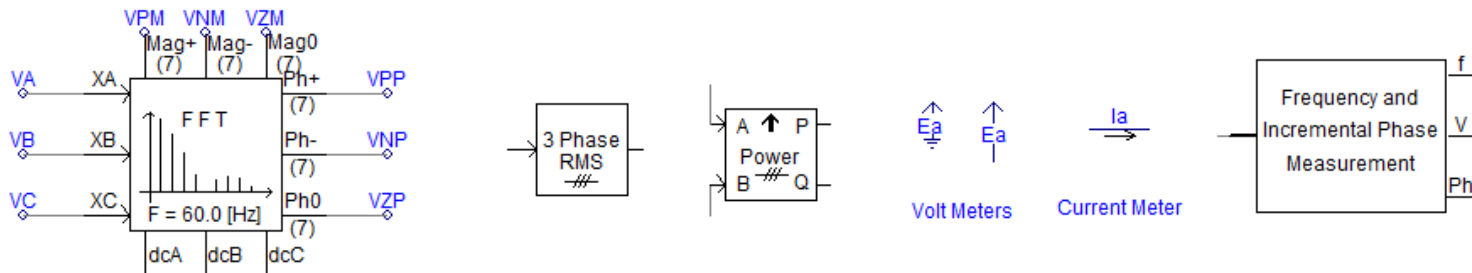 VPM VNM VZM
Mag+ Mag- Mag0
(7) (7) (7)
VA XA Ph+ VPP
(7)
F F T
VB XB Ph- VNP
(7)
VC XC Ph0 VZP
F = 60.0 [Hz] (7)
dcA dcB dcC
3 Phase
RMS
A P
Power
B Q
Ea
Ea
Volt Meters
Ia
Current Meter
Frequency and
Incremental Phase
Measurement
f
V
Ph